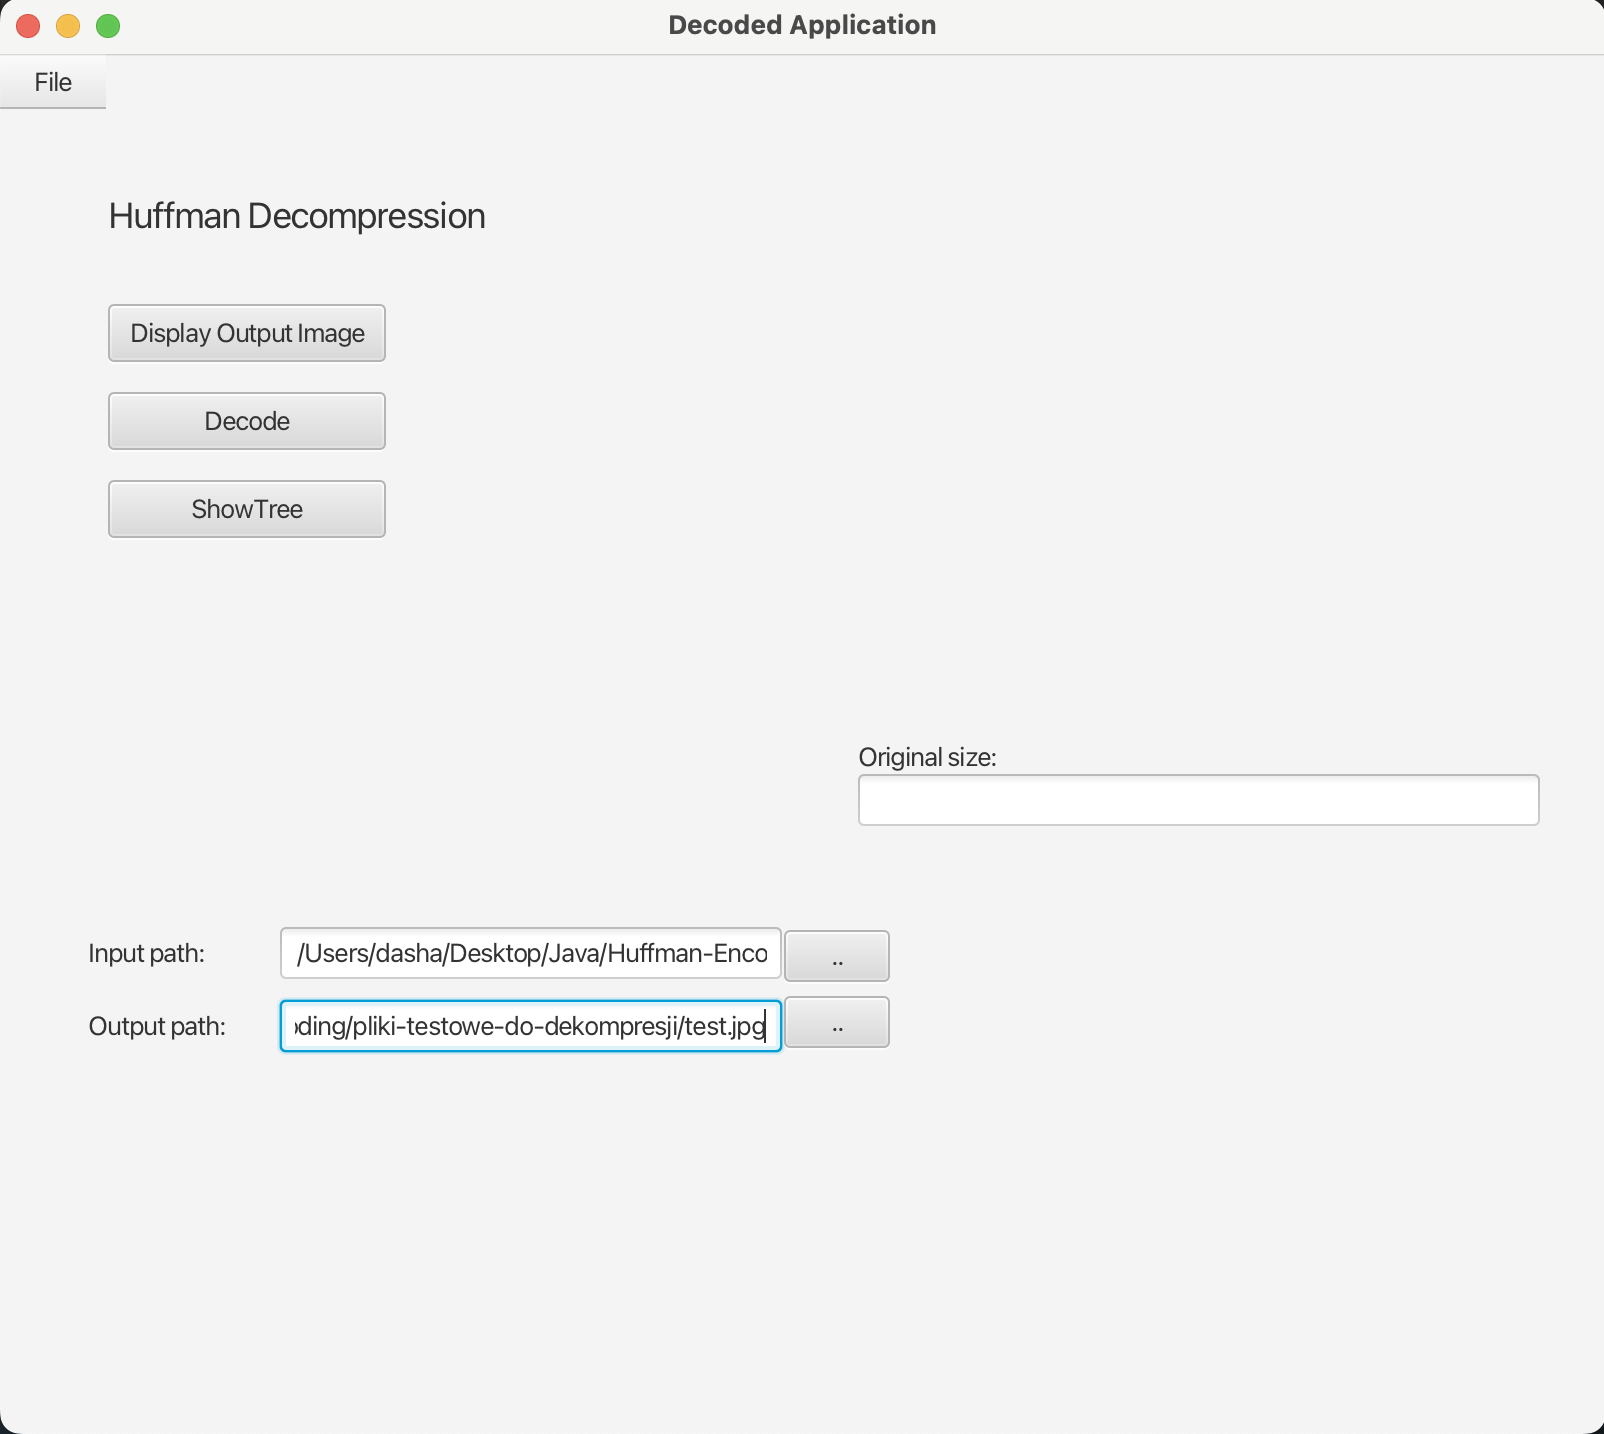 Decoded Application
File
Huffman Decompression
Display Output Image
Decode
ShowTree
Original size:
Input path: /Users/dasha/Desktop/Java/Huffman-Enco ..
Output path: oding/pliki-testowe-do-dekompresji/test.jpg ..